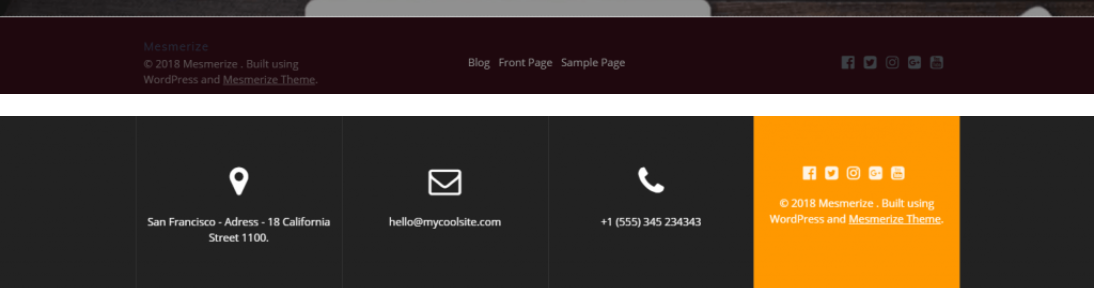 Mesmerize
© 2018 Mesmerize . Built using
WordPress and Mesmerize Theme.
Blog Front Page Sample Page
San Francisco - Adress - 18 California
Street 1100.
hello@mycoolsite.com
+1 (555) 345 234343
© 2018 Mesmerize . Built using
WordPress and Mesmerize Theme.